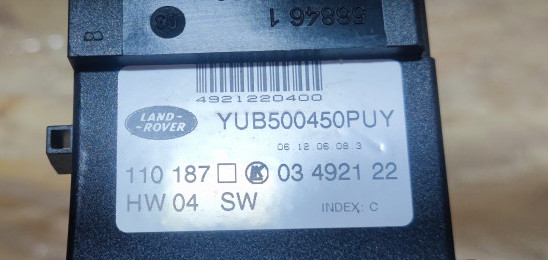 58846 1
8
4921220400
LAND-
ROVER
YUB500450PUY
06.12.06.08.3
110 187 K 03 4921 22
HW 04 SW
INDEX: C